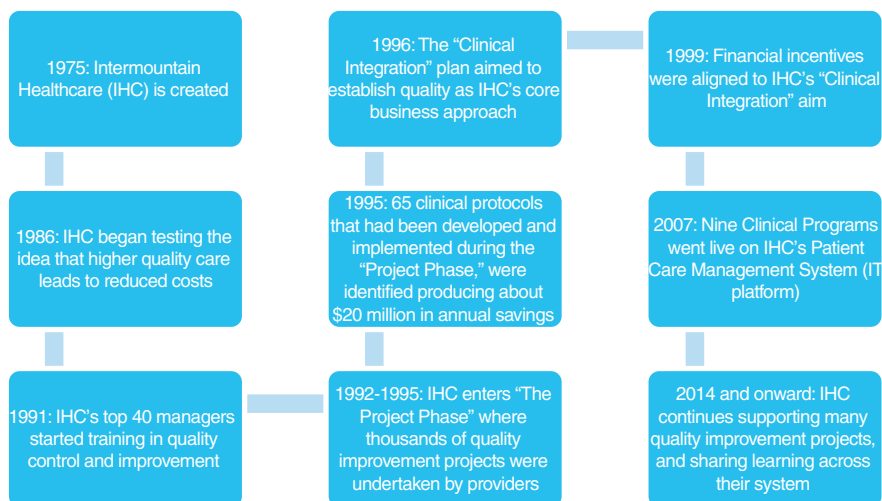 1975: Intermountain
Healthcare (IHC) is created
1986: IHC began testing the
idea that higher quality care
leads to reduced costs
1991: IHC's top 40 managers
started training in quality
control and improvement
1992-1995: IHC enters “The
Project Phase” where
thousands of quality
improvement projects were
undertaken by providers
1995: 65 clinical protocols
that had been developed and
implemented during the
“Project Phase,” were
identified producing about
$20 million in annual savings
1996: The “Clinical
Integration” plan aimed to
establish quality as IHC's core
business approach
1999: Financial incentives
were aligned to IHC's “Clinical
Integration” aim
2007: Nine Clinical Programs
went live on IHC's Patient
Care Management System (IT
platform)
2014 and onward: IHC
continues supporting many
quality improvement projects,
and sharing learning across
their system